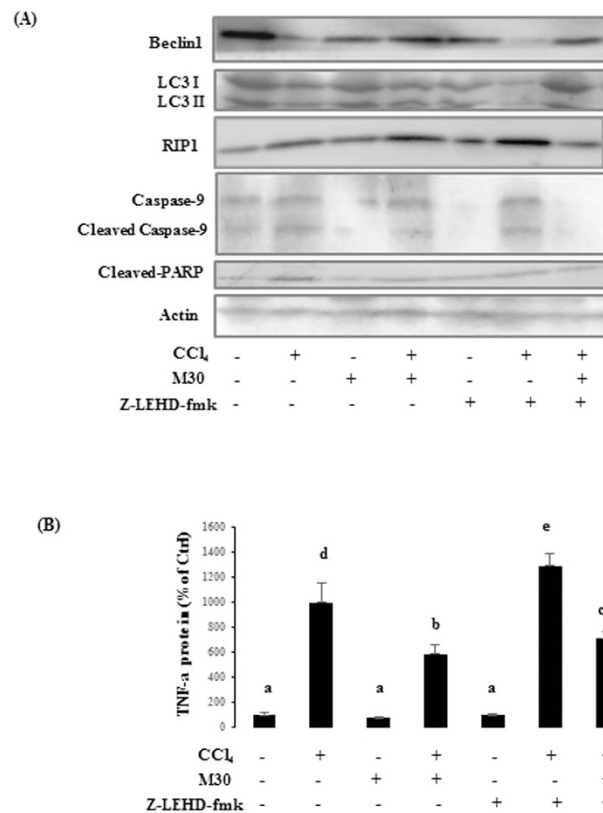 (A)
Beclin1
LC3 I
LC3 II
RIP1
Caspase-9
Cleaved Caspase-9
Cleaved-PARP
Actin
CCl₄ - + - + - + +
M30 - - + + - - +
Z-LEHD-fmk - - - - + + +
(B)
TNF-a protein (% of Ctrl)
1600
1400
1200
1000
800
600
400
200
0
a d a b a e c
CCl₄ - + - + - +
M30 - - + + - -
Z-LEHD-fmk - - - - + +